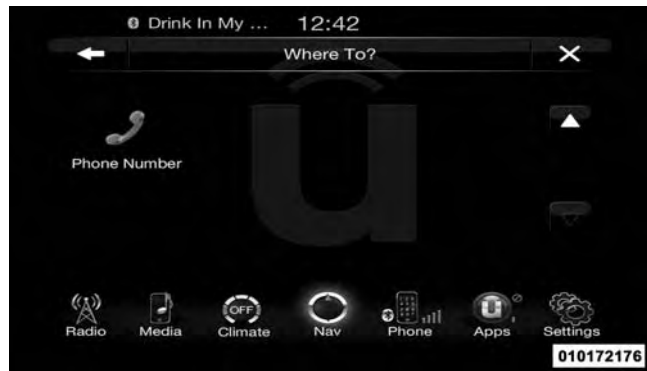 Drink In My ... 12:42
Where To?
Phone Number
OFF
Radio Media Climate Nav Phone Apps Settings
010172176